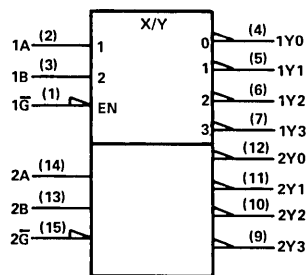 X/Y
1A (2) 1 0 (4) 1Y0
1B (3) 2 1 (5) 1Y1
1G̅ (1) EN 2 (6) 1Y2
3 (7) 1Y3
(12) 2Y0
2A (14) (11) 2Y1
2B (13) (10) 2Y2
2G̅ (15) (9) 2Y3